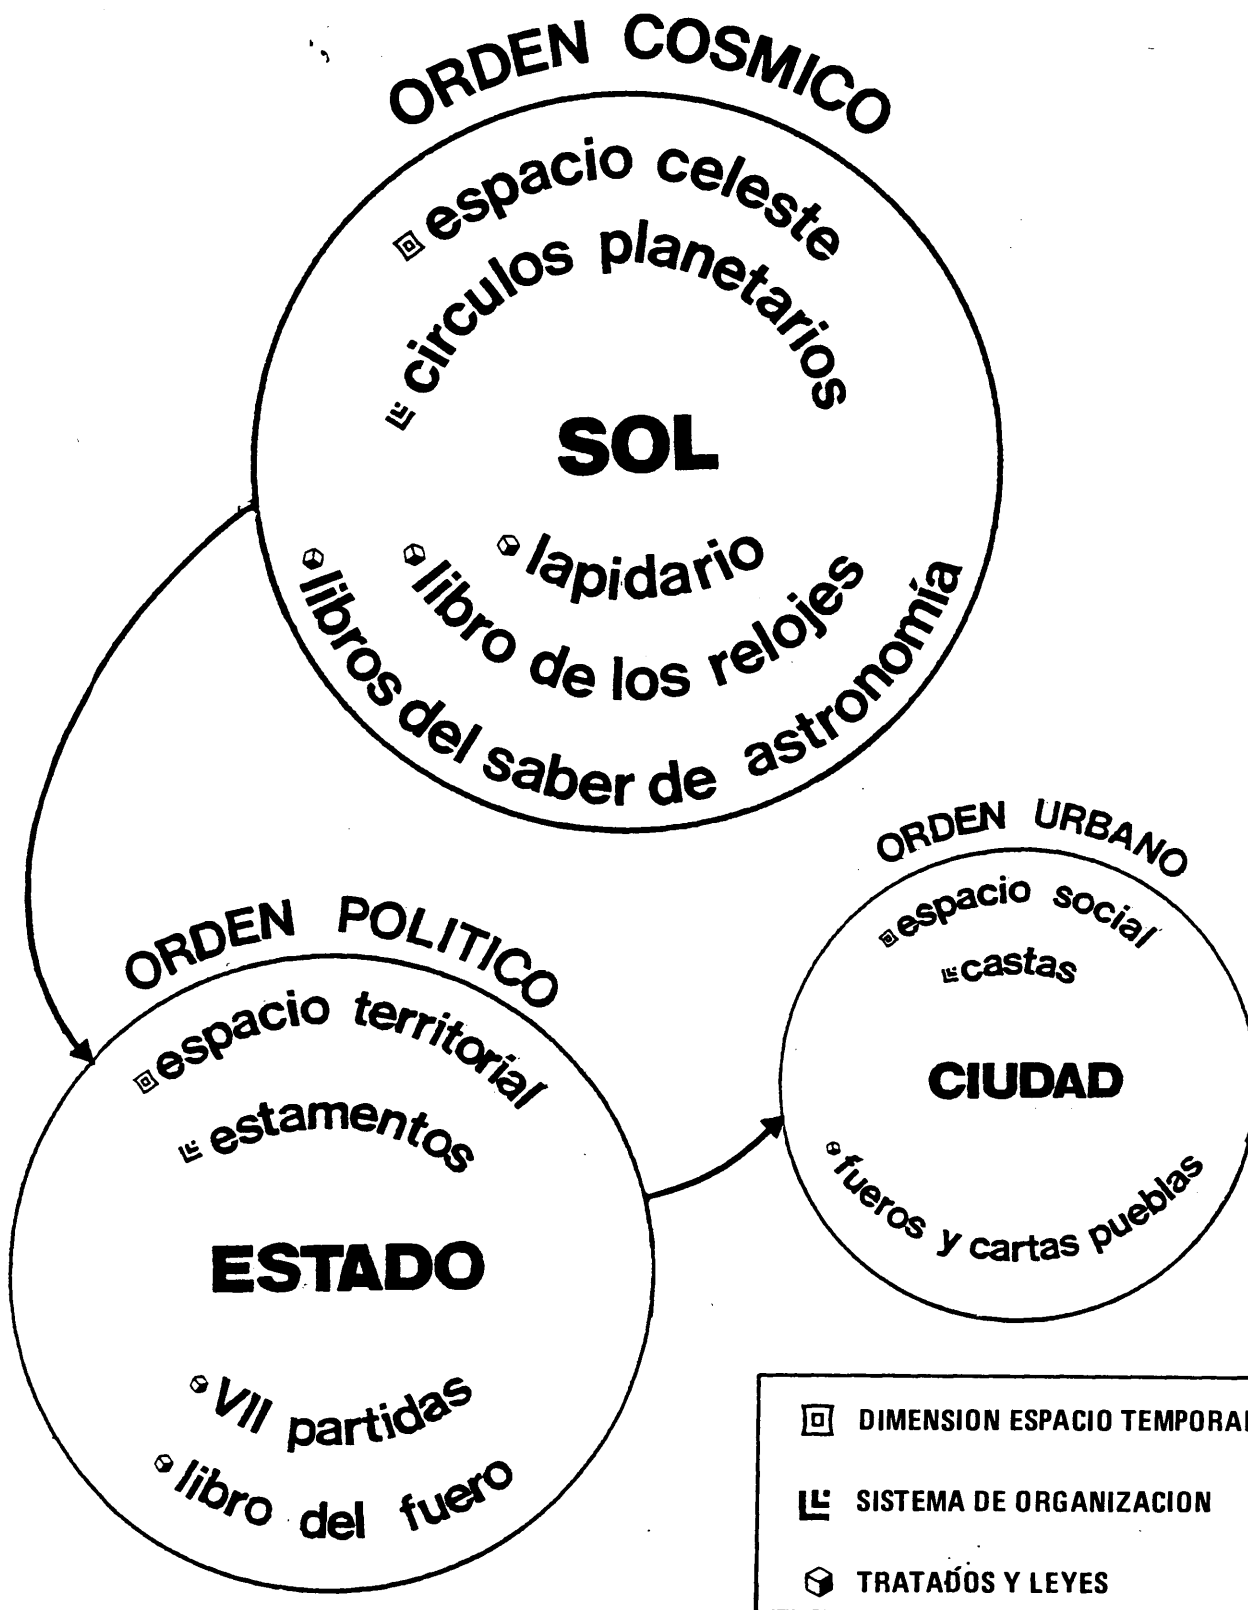 ORDEN COSMICO
espacio celeste
circulos planetarios
SOL
lapidario
libro de los relojes
libros del saber de astronomía
ORDEN POLITICO
espacio territorial
estamentos
ESTADO
VII partidas
libro del fuero
ORDEN URBANO
espacio social
castas
CIUDAD
fueros y cartas pueblas
DIMENSION ESPACIO TEMPORAL
SISTEMA DE ORGANIZACION
TRATADOS Y LEYES